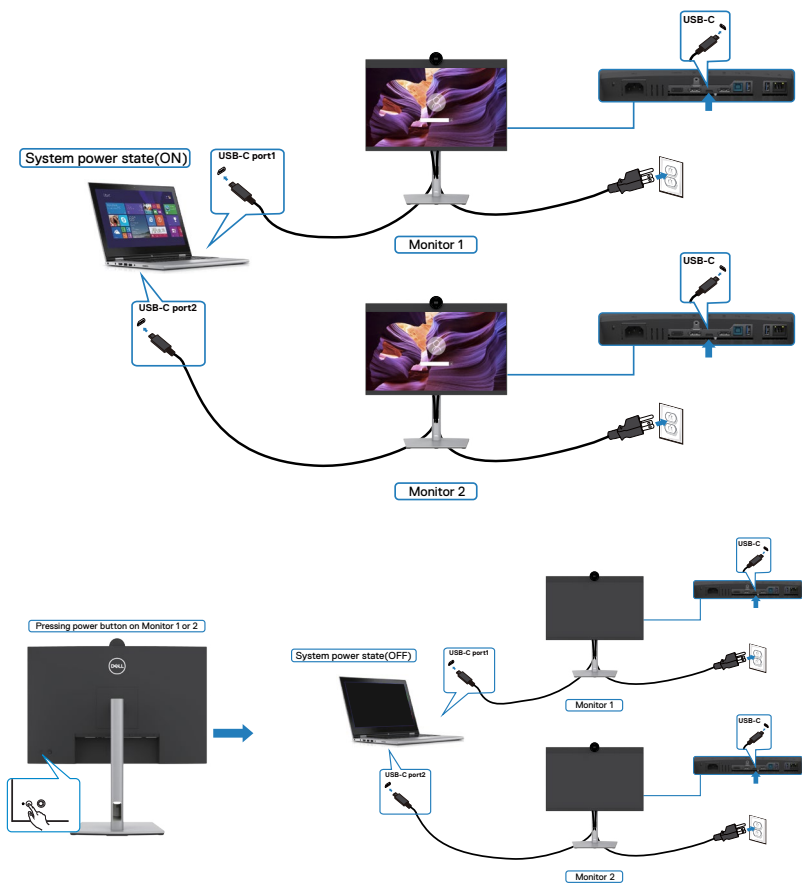 USB-C
System power state(ON)
USB-C port1
Monitor 1
USB-C
USB-C port2
Monitor 2
USB-C
Pressing power button on Monitor 1 or 2
DELL
System power state(OFF)
USB-C port1
Monitor 1
USB-C
USB-C port2
Monitor 2